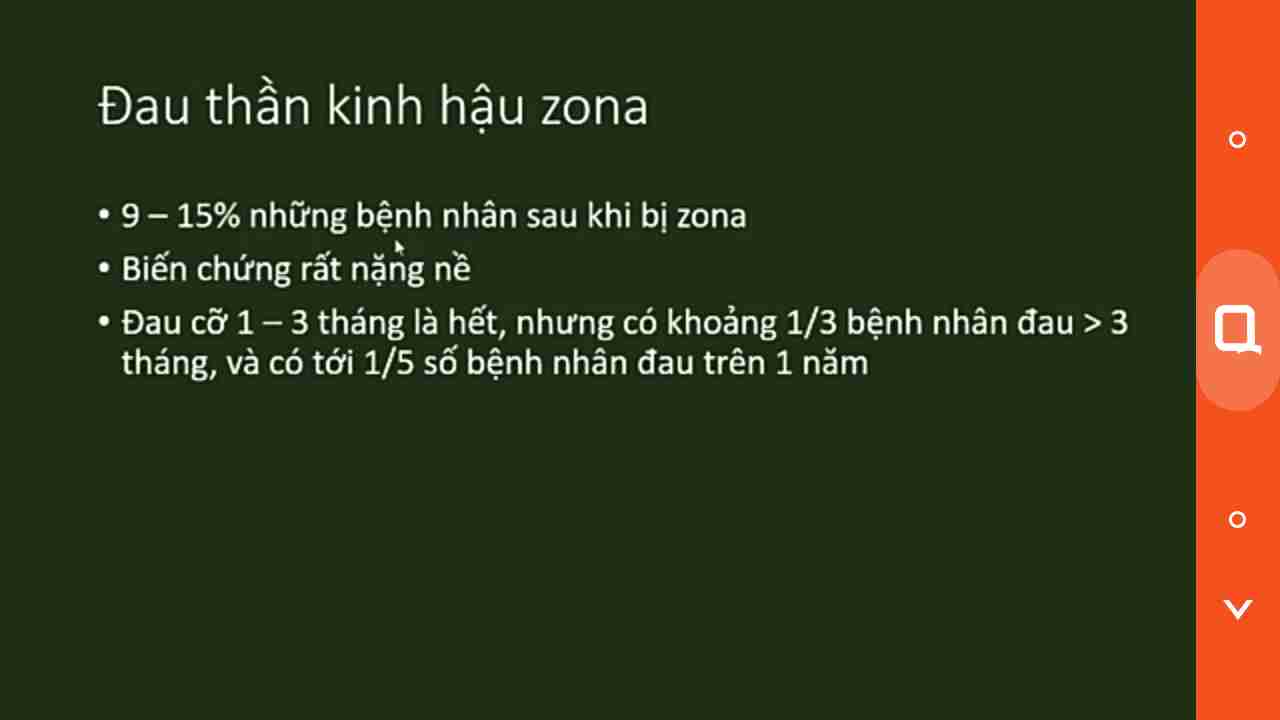 Đau thần kinh hậu zona
• 9 – 15% những bệnh nhân sau khi bị zona
• Biến chứng rất nặng nề
• Đau cỡ 1 – 3 tháng là hết, nhưng có khoảng 1/3 bệnh nhân đau > 3
tháng, và có tới 1/5 số bệnh nhân đau trên 1 năm